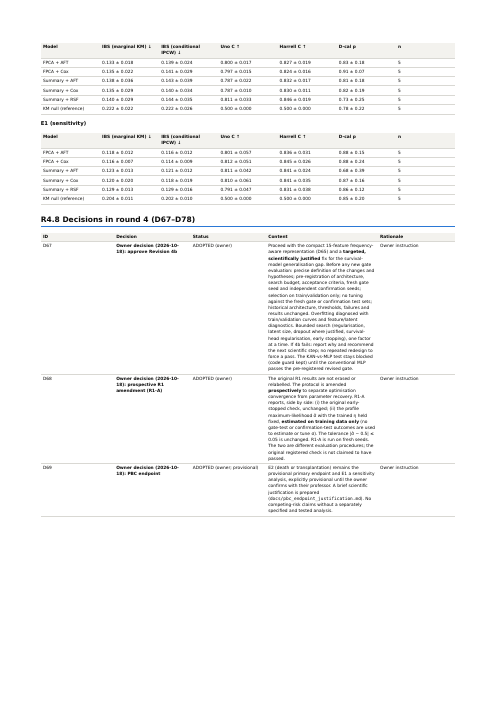 Model IBS (marginal KM) ↓ IBS (conditional IPCW) ↓ Uno C ↑ Harrell C ↑ D-cal p n
FPCA + AFT 0.133 ± 0.018 0.139 ± 0.024 0.800 ± 0.017 0.827 ± 0.019 0.83 ± 0.18 5
FPCA + Cox 0.135 ± 0.022 0.141 ± 0.029 0.797 ± 0.015 0.824 ± 0.016 0.91 ± 0.07 5
Summary + AFT 0.138 ± 0.036 0.143 ± 0.039 0.787 ± 0.022 0.832 ± 0.017 0.81 ± 0.18 5
Summary + Cox 0.135 ± 0.029 0.140 ± 0.034 0.787 ± 0.010 0.830 ± 0.011 0.82 ± 0.19 5
Summary + RSF 0.140 ± 0.029 0.144 ± 0.035 0.811 ± 0.033 0.846 ± 0.019 0.73 ± 0.25 5
KM null (reference) 0.222 ± 0.022 0.222 ± 0.026 0.500 ± 0.000 0.500 ± 0.000 0.78 ± 0.22 5
E1 (sensitivity)
Model IBS (marginal KM) ↓ IBS (conditional IPCW) ↓ Uno C ↑ Harrell C ↑ D-cal p n
FPCA + AFT 0.118 ± 0.012 0.116 ± 0.012 0.801 ± 0.057 0.836 ± 0.031 0.88 ± 0.15 5
FPCA + Cox 0.116 ± 0.007 0.114 ± 0.009 0.812 ± 0.051 0.845 ± 0.026 0.88 ± 0.24 5
Summary + AFT 0.123 ± 0.013 0.121 ± 0.012 0.811 ± 0.042 0.841 ± 0.024 0.68 ± 0.39 5
Summary + Cox 0.120 ± 0.020 0.118 ± 0.019 0.810 ± 0.061 0.841 ± 0.035 0.87 ± 0.16 5
Summary + RSF 0.129 ± 0.013 0.129 ± 0.016 0.791 ± 0.047 0.831 ± 0.038 0.86 ± 0.12 5
KM null (reference) 0.204 ± 0.011 0.202 ± 0.010 0.500 ± 0.000 0.500 ± 0.000 0.85 ± 0.20 5
R4.8 Decisions in round 4 (D67–D78)
ID Decision Status Content Rationale
D67 Owner decision (2026-10-18): approve Revision 4b ADOPTED (owner) Proceed with the compact 15-feature frequency-
aware representation (D65) and a targeted,
scientifically justified fix for the survival-
model generalisation gap. Before any new gate
evaluation: precise definition of the changes and
hypotheses; pre-registration of architecture,
search budget, acceptance criteria, fresh gate
seed and independent confirmation seeds;
selection on train/validation only; no tuning
against the fresh gate or confirmation test sets;
historical architecture, thresholds, failures and
results unchanged. Overfitting diagnosed with
train/validation curves and feature/latent
diagnostics. Bounded search (regularisation,
latent size, dropout where justified, survival-
head regularisation, early stopping), one factor
at a time. If 4b fails: report why and recommend
the next scientific step; no repeated redesign to
force a pass. The KAN-vs-MLP test stays blocked
(code guard kept) until the conventional MLP
passes the pre-registered revised gate. Owner instruction
D68 Owner decision (2026-10-18): prospective R1 amendment (R1-A) ADOPTED (owner) The original R1 results are not erased or
relabelled. The protocol is amended
prospectively to separate optimisation
convergence from parameter recovery. R1-A
reports, side by side: (i) the original early-
stopped check, unchanged; (ii) the profile
maximum-likelihood
fixed, estimated on training data only (no
gate-test or confirmation-test outcomes are used
to estimate or tune
0.05 is unchanged. R1-A is run on fresh seeds.
The two are different evaluation procedures; the
original registered check is not claimed to have
passed. Owner instruction
D69 Owner decision (2026-10-18): PBC endpoint ADOPTED (owner; provisional) E2 (death or transplantation) remains the
provisional primary endpoint and E1 a sensitivity
analysis, explicitly provisional until the owner
confirms with their professor. A brief scientific
justification is prepared
(docs/pbc_endpoint_justification.md). No
competing-risk claims without a separately
specified and tested analysis. Owner instruction